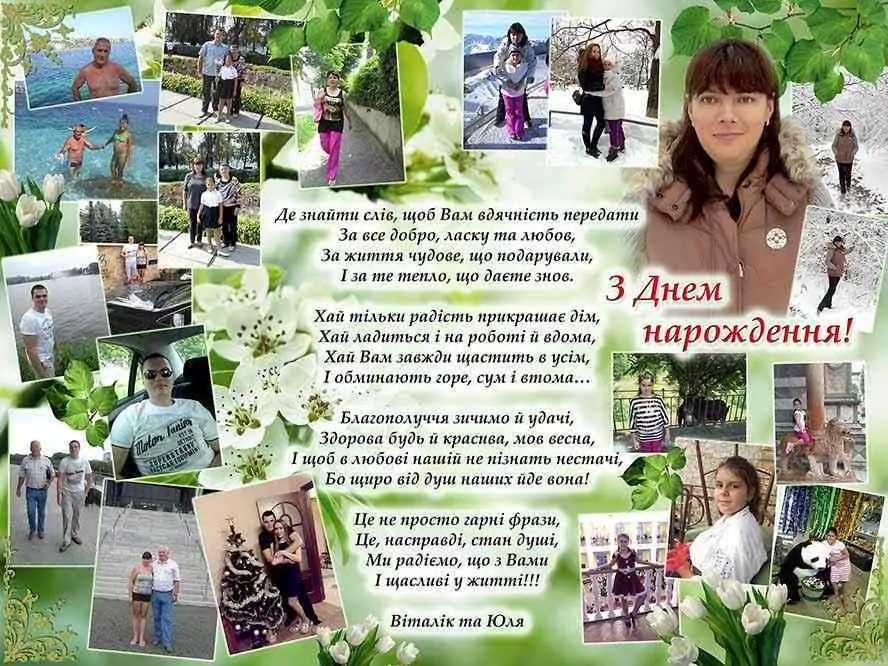 Де знайти слів, щоб Вам вдячність передати
За все добро, ласку та любов,
За життя чудове, що подарували,
І за те тепло, що даєте знов.
З Днем
нарождення!
Хай тільки радість прикрашає дім,
Хай ладиться і на роботі й вдома,
Хай Вам завжди щастить в усім,
І обминають горе, сум і втома...
Благополуччя зичимо й удачі,
Здорова будь й красива, мов весна,
І щоб в любові нашій не пізнать нестачі,
Бо щиро від душ наших йде вона!
Це не просто гарні фрази,
Це, насправді, стан душі,
Ми радіємо, що з Вами
І щасливі у житті!!!
Віталік та Юля